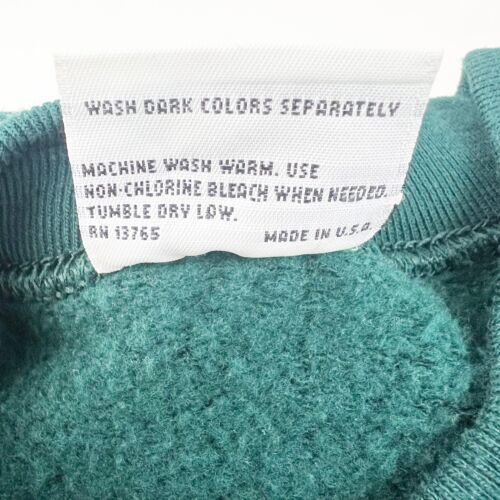 WASH DARK COLORS SEPARATELY
MACHINE WASH WARM. USE
NON-CHLORINE BLEACH WHEN NEEDED.
TUMBLE DRY LOW.
RN 13765 MADE IN U.S.A.